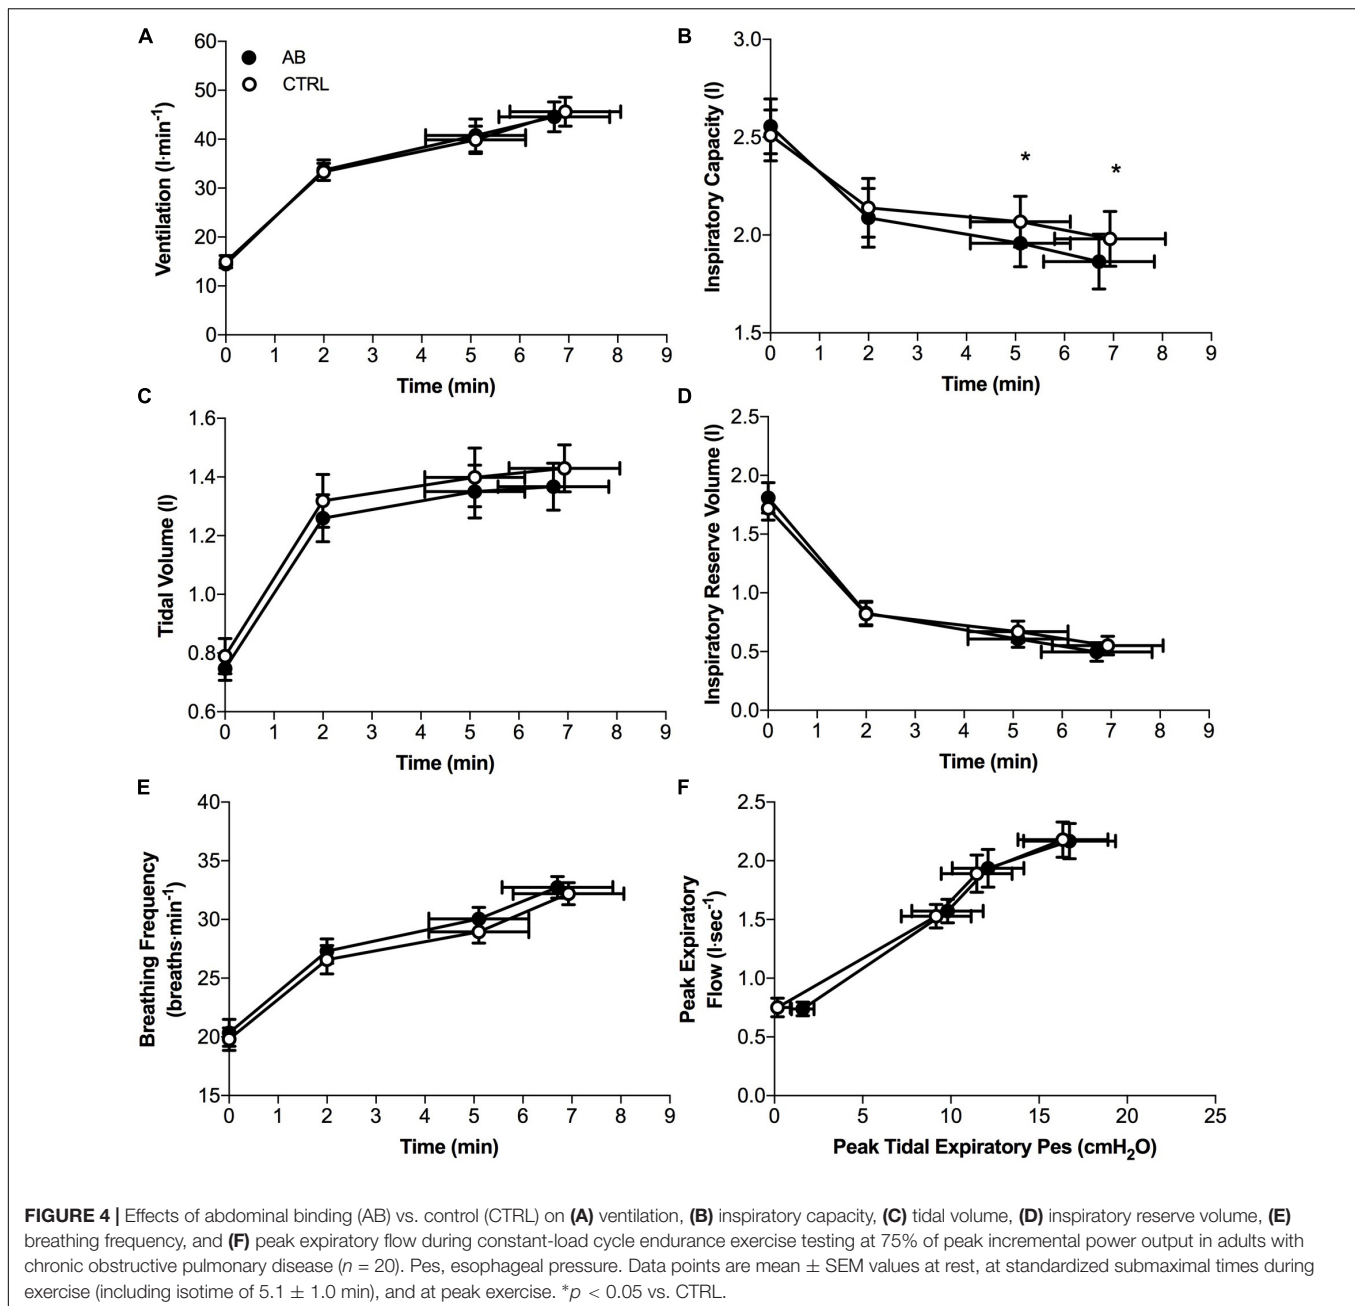 A
60
50
40
30
20
10
0
Ventilation (l·min⁻¹)
AB
CTRL
0 1 2 3 4 5 6 7 8 9
Time (min)
B
3.0
2.5
2.0
1.5
Inspiratory Capacity (l)
*
*
0 1 2 3 4 5 6 7 8 9
Time (min)
C
1.6
1.4
1.2
1.0
0.8
0.6
Tidal Volume (l)
0 1 2 3 4 5 6 7 8 9
Time (min)
D
2.5
2.0
1.5
1.0
0.5
0.0
Inspiratory Reserve Volume (l)
0 1 2 3 4 5 6 7 8 9
Time (min)
E
40
35
30
25
20
15
Breathing Frequency
(breaths·min⁻¹)
0 1 2 3 4 5 6 7 8 9
Time (min)
F
2.5
2.0
1.5
1.0
0.5
0.0
Peak Expiratory
Flow (l·sec⁻¹)
0 5 10 15 20 25
Peak Tidal Expiratory Pes (cmH₂O)
FIGURE 4 | Effects of abdominal binding (AB) vs. control (CTRL) on (A) ventilation, (B) inspiratory capacity, (C) tidal volume, (D) inspiratory reserve volume, (E)
breathing frequency, and (F) peak expiratory flow during constant-load cycle endurance exercise testing at 75% of peak incremental power output in adults with
chronic obstructive pulmonary disease (n = 20). Pes, esophageal pressure. Data points are mean ± SEM values at rest, at standardized submaximal times during
exercise (including isotime of 5.1 ± 1.0 min), and at peak exercise. *p < 0.05 vs. CTRL.